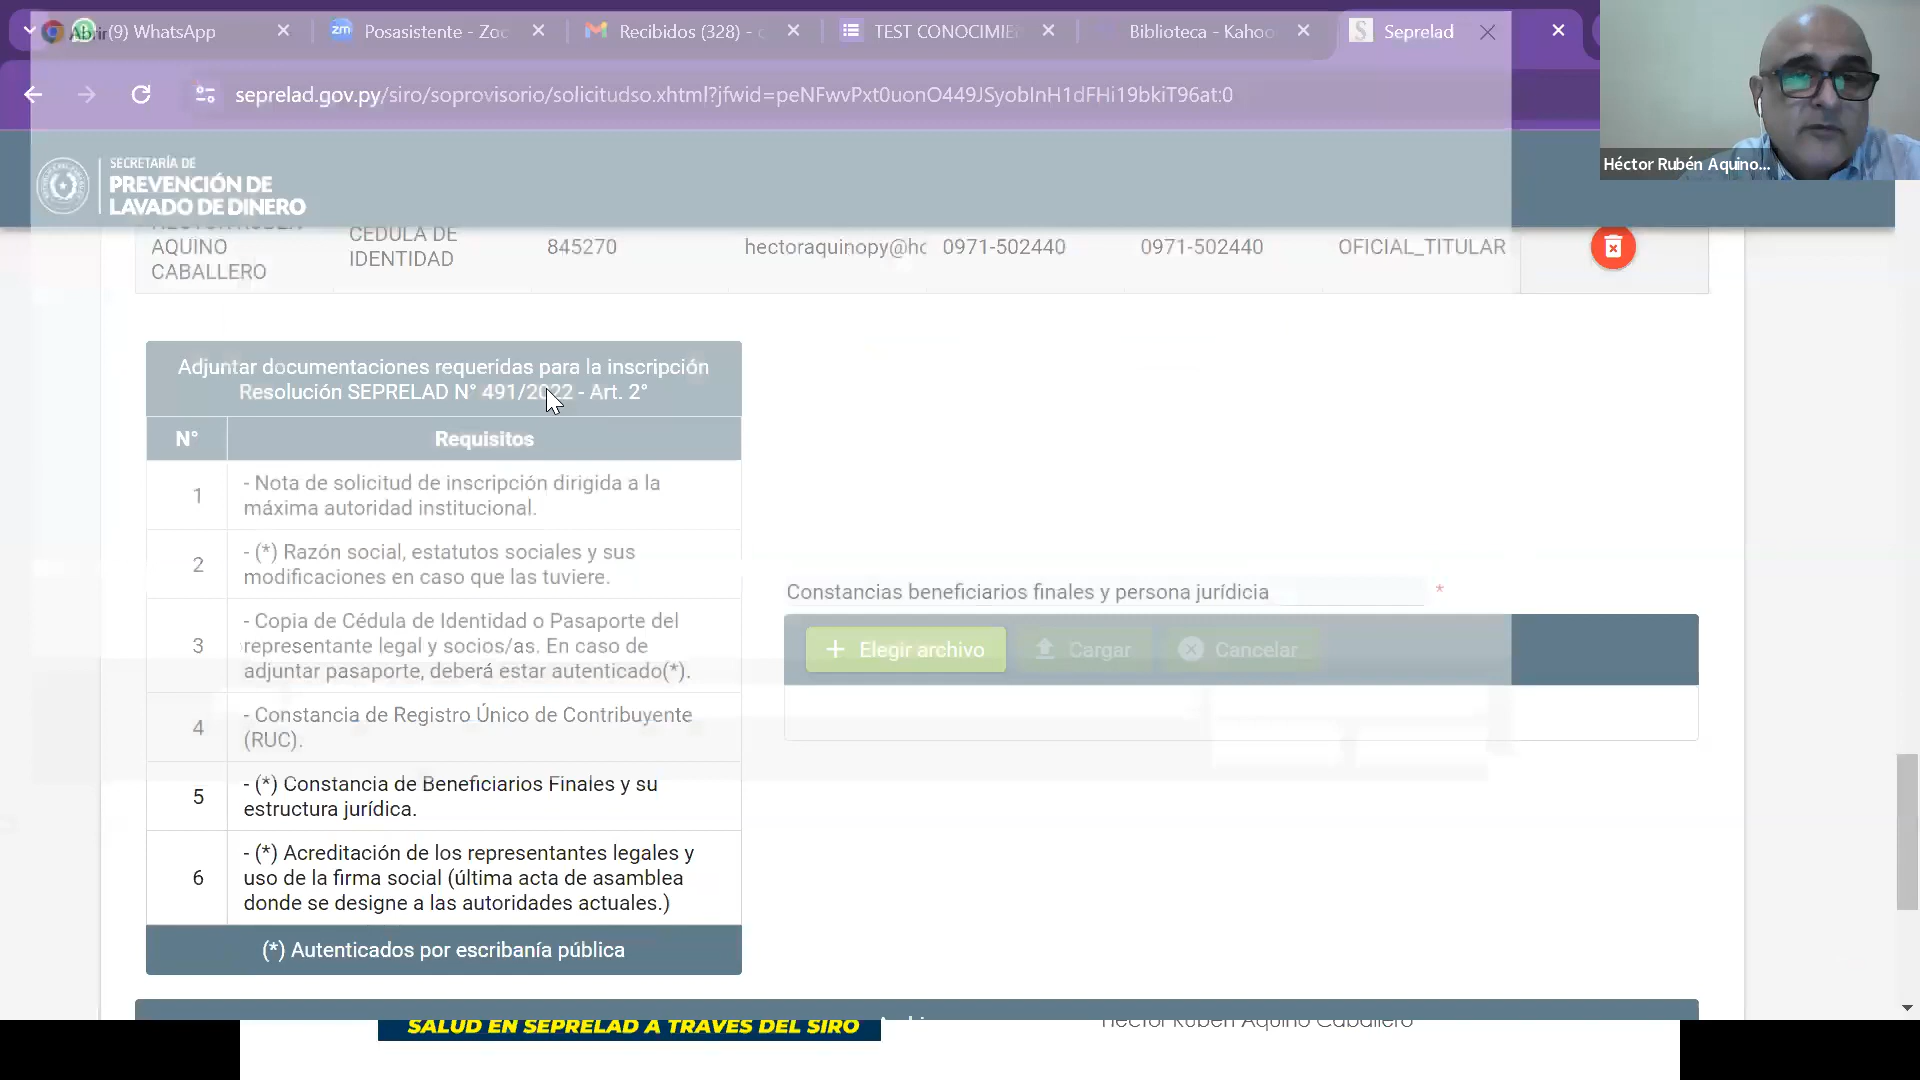 Abrir
(9) WhatsApp
zm Posasistente - Zoc
Recibidos (328) -
TEST CONOCIMIE
Biblioteca - Kahoo
Seprelad
seprelad.gov.py/siro/soprovisorio/solicitudso.xhtml?jfwid=peNFwvPxt0uonO449JSyobInH1dFHi19bkiT96at:0
Héctor Rubén Aquino...
SECRETARÍA DE
PREVENCIÓN DE
LAVADO DE DINERO
AQUINO
CABALLERO
CEDULA DE
IDENTIDAD
845270
hectoraquinopy@hc
0971-502440
0971-502440
OFICIAL_TITULAR
Adjuntar documentaciones requeridas para la inscripción
Resolución SEPRELAD N° 491/2022 - Art. 2°
N° Requisitos
1 - Nota de solicitud de inscripción dirigida a la
máxima autoridad institucional.
2 - (*) Razón social, estatutos sociales y sus
modificaciones en caso que las tuviere.
3 - Copia de Cédula de Identidad o Pasaporte del
representante legal y socios/as. En caso de
adjuntar pasaporte, deberá estar autenticado(*).
4 - Constancia de Registro Único de Contribuyente
(RUC).
5 - (*) Constancia de Beneficiarios Finales y su
estructura jurídica.
6 - (*) Acreditación de los representantes legales y
uso de la firma social (última acta de asamblea
donde se designe a las autoridades actuales.)
(*) Autenticados por escribanía pública
Constancias beneficiarios finales y persona jurídicia *
+ Elegir archivo
Cargar
Cancelar
SALUD EN SEPRELAD A TRAVES DEL SIRO
Héctor Rubén Aquino Caballero